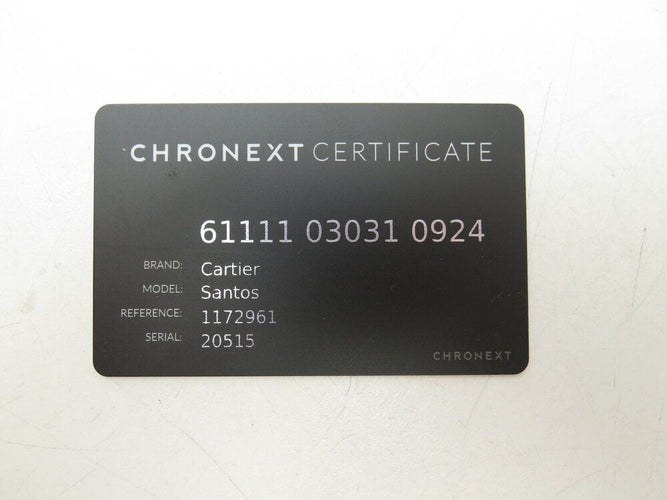 CHRONEXT CERTIFICATE
61111 03031 0924
BRAND: Cartier
MODEL: Santos
REFERENCE: 1172961
SERIAL: 20515
CHRONEXT